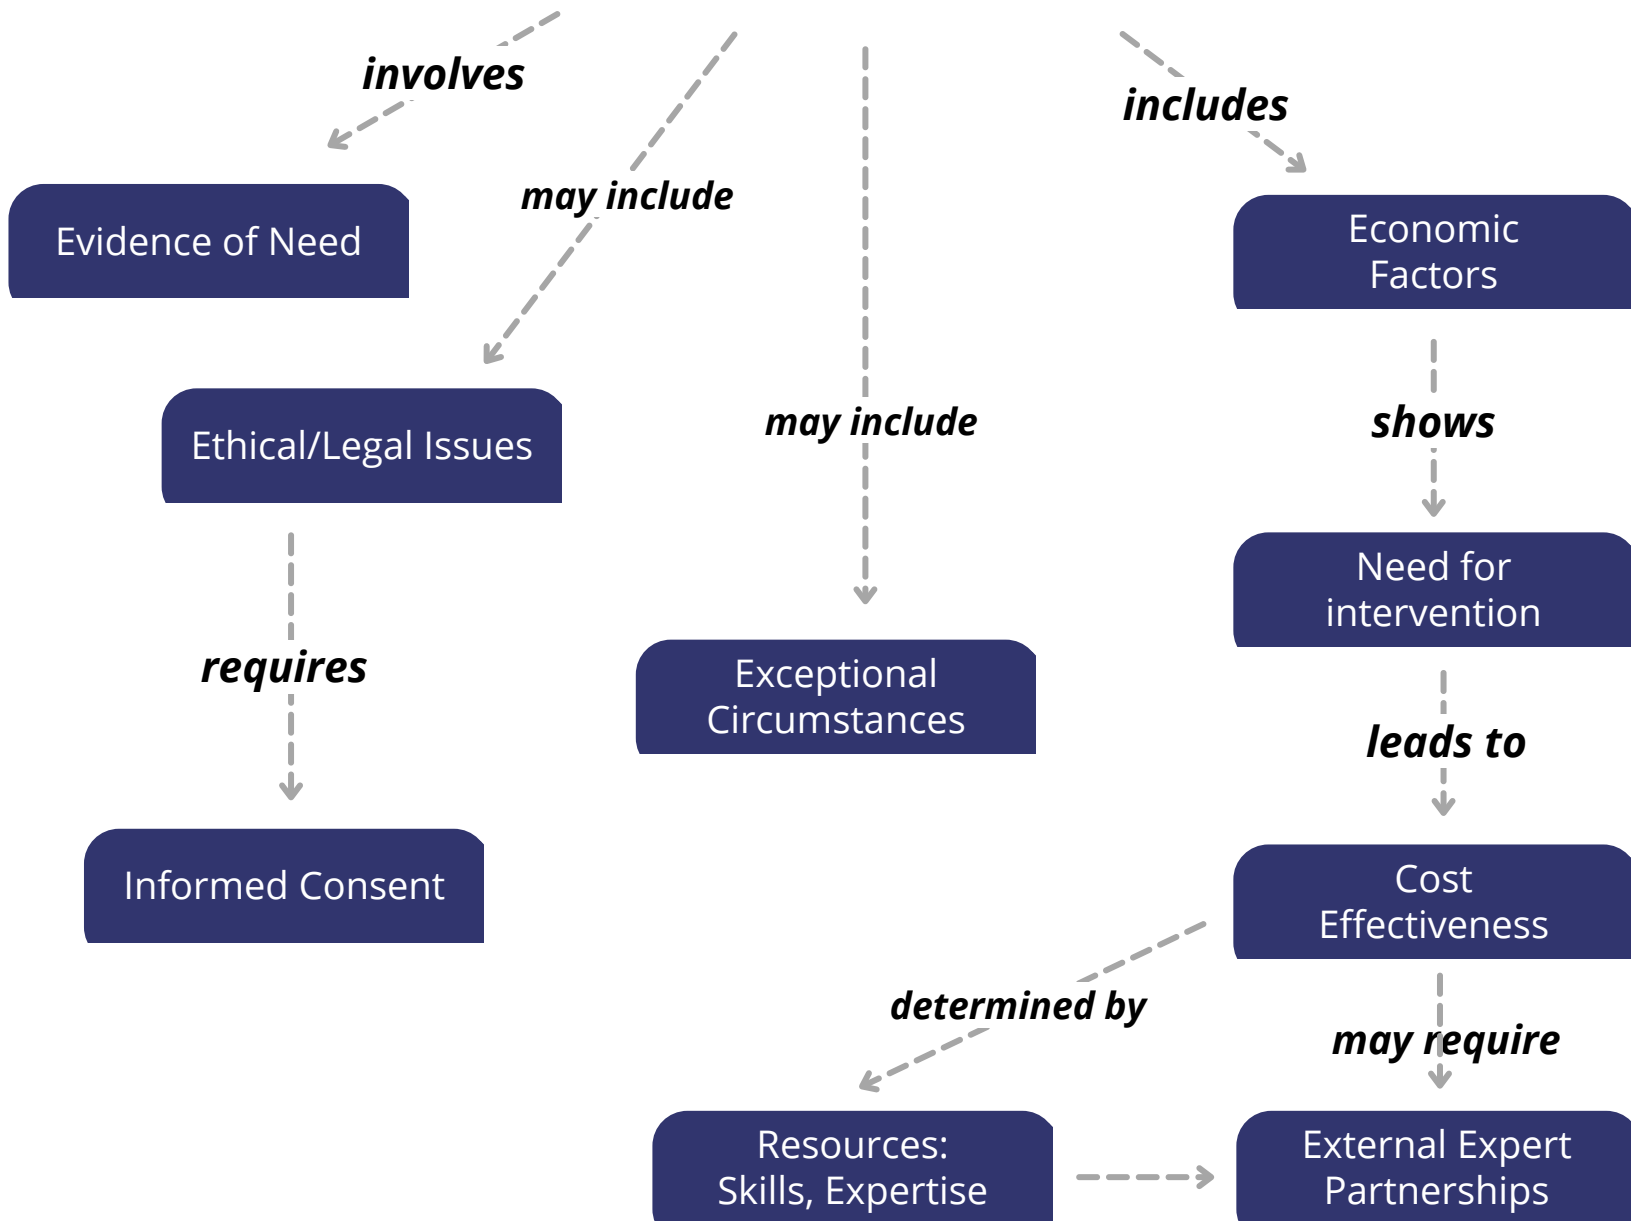 involves
includes
may include
Evidence of Need
Economic
Factors
may include
shows
Ethical/Legal Issues
Need for
intervention
requires
Exceptional
Circumstances
leads to
Informed Consent
Cost
Effectiveness
determined by
may require
Resources:
Skills, Expertise
External Expert
Partnerships